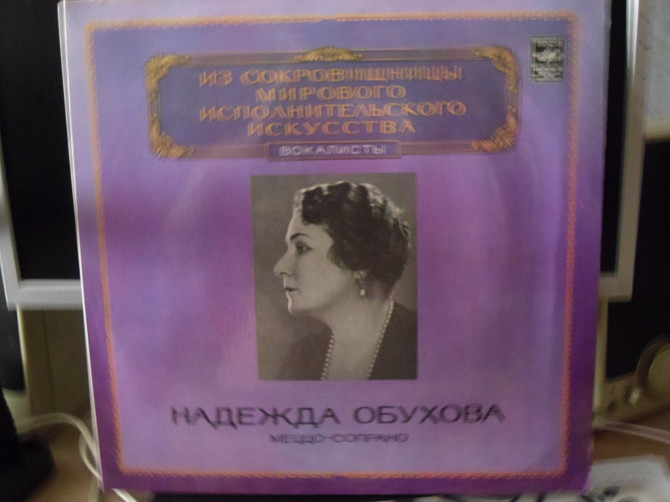 ИЗ СОКРОВИЩНИЦЫ
МИРОВОГО
ИСПОЛНИТЕЛЬСКОГО
ИСКУССТВА
ВОКАЛИСТЫ
НАДЕЖДА ОБУХОВА
МЕЦЦО-СОПРАНО